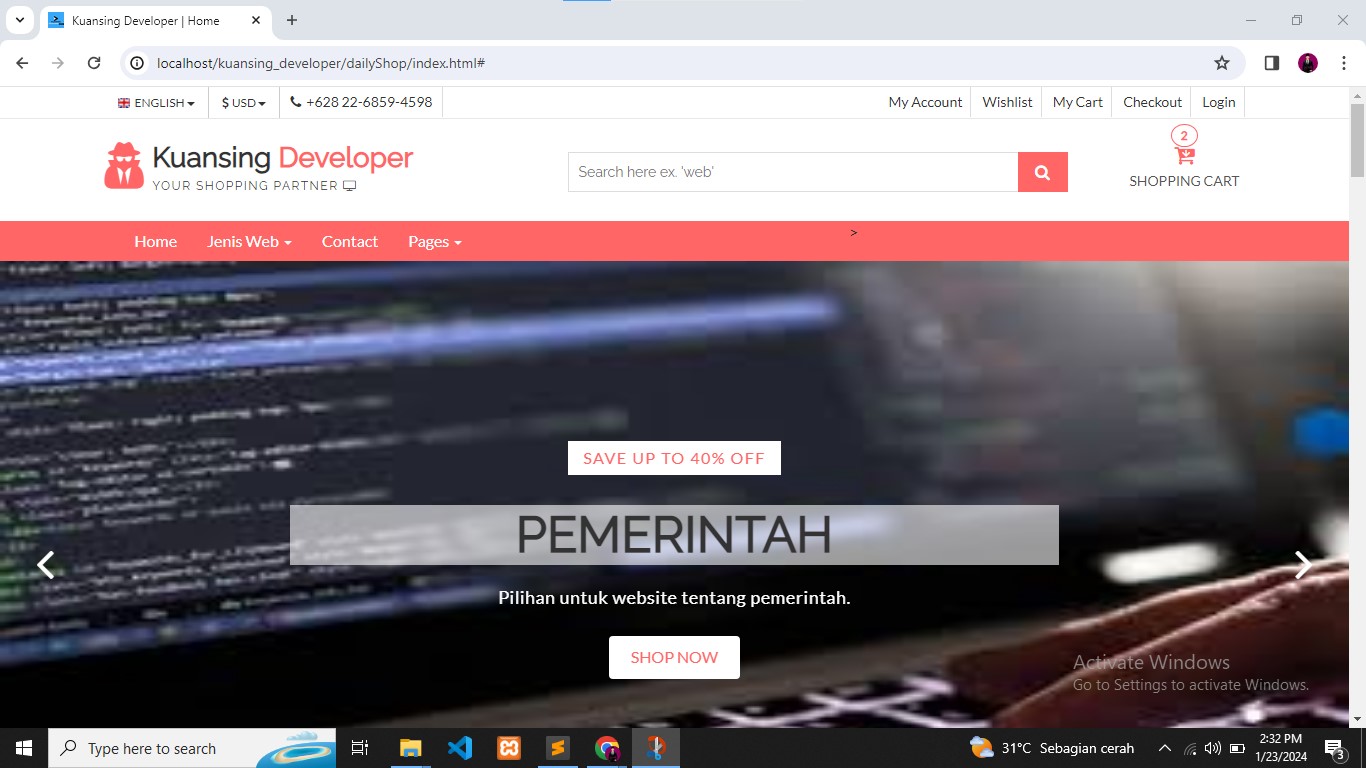 Kuansing Developer | Home
localhost/kuansing_developer/dailyShop/index.html#
ENGLISH
$ USD
+628 22-6859-4598
My Account
Wishlist
My Cart
Checkout
Login
Kuansing Developer
YOUR SHOPPING PARTNER
Search here ex. 'web'
2
SHOPPING CART
Home
Jenis Web
Contact
Pages
>
SAVE UP TO 40% OFF
PEMERINTAH
Pilihan untuk website tentang pemerintah.
SHOP NOW
Activate Windows
Go to Settings to activate Windows.
Type here to search
31°C Sebagian cerah
2:32 PM
1/23/2024
3